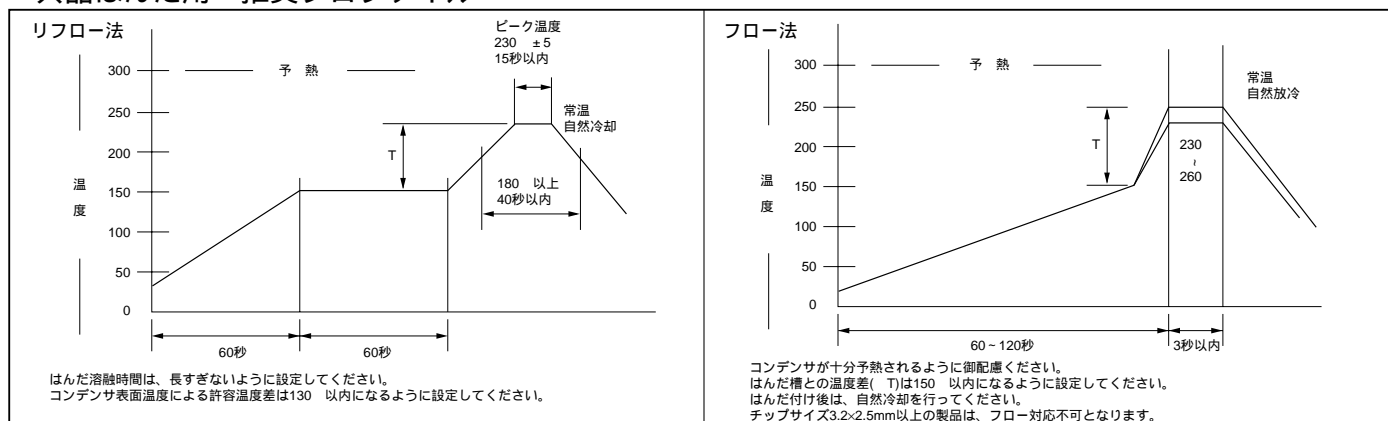 リフロー法
ピーク温度
230 ±5
15秒以内
予 熱
300
250
200
150
100
50
0
温
度
T
常温
自然冷却
180 以上
40秒以内
60秒
60秒
はんだ溶融時間は、長すぎないように設定してください。
コンデンサ表面温度による許容温度差は130 以内になるように設定してください。
フロー法
予 熱
300
250
200
150
100
50
0
温
度
T
常温
自然放冷
230
~
260
60~120秒
3秒以内
コンデンサが十分予熱されるように御配慮ください。
はんだ槽との温度差( T)は150 以内になるように設定してください。
はんだ付け後は、自然冷却を行ってください。
チップサイズ3.2×2.5mm以上の製品は、フロー対応不可となります。